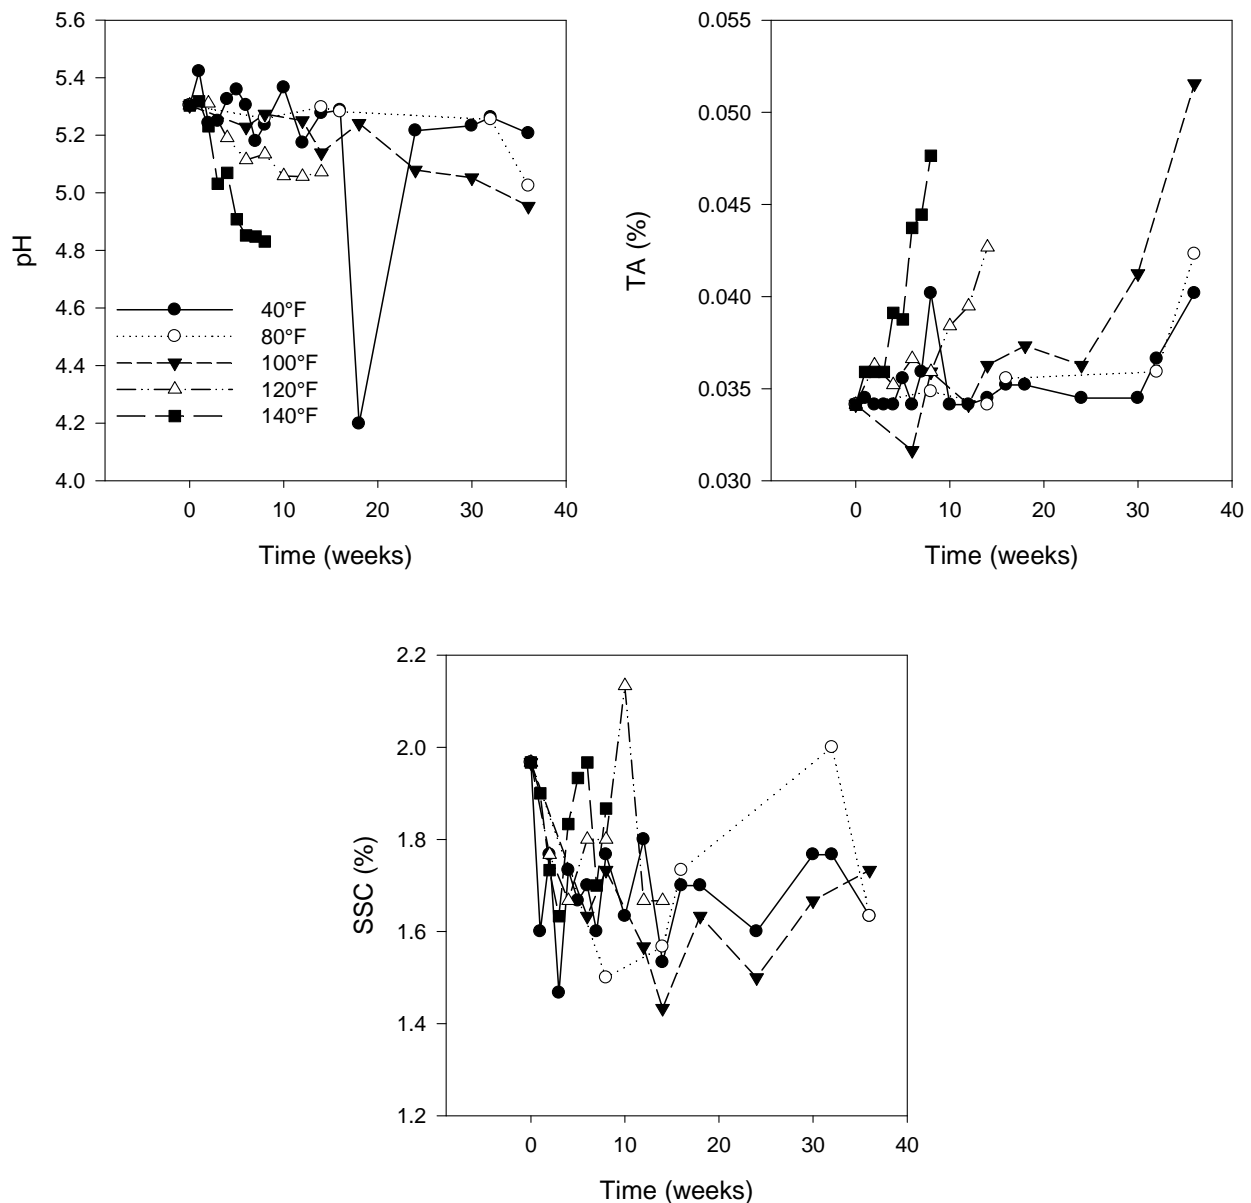 5.6
5.4
5.2
5.0
4.8
4.6
4.4
4.2
4.0
pH
40°F
80°F
100°F
120°F
140°F
0 10 20 30 40
Time (weeks)
0.055
0.050
0.045
0.040
0.035
0.030
TA (%)
0 10 20 30 40
Time (weeks)
2.2
2.0
1.8
1.6
1.4
1.2
SSC (%)
0 10 20 30 40
Time (weeks)